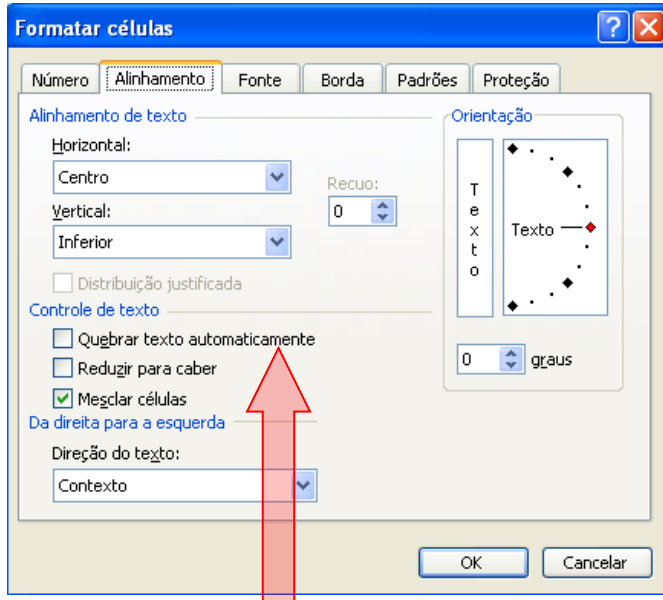 Formatar células
Número Alinhamento Fonte Borda Padrões Proteção
Alinhamento de texto
Horizontal:
Centro
Recuo:
0
Vertical:
Inferior
Distribuição justificada
Controle de texto
Quebrar texto automaticamente
Reduzir para caber
Mesclar células
Da direita para a esquerda
Direção do texto:
Contexto
Orientação
Texto
Texto
0 graus
OK Cancelar